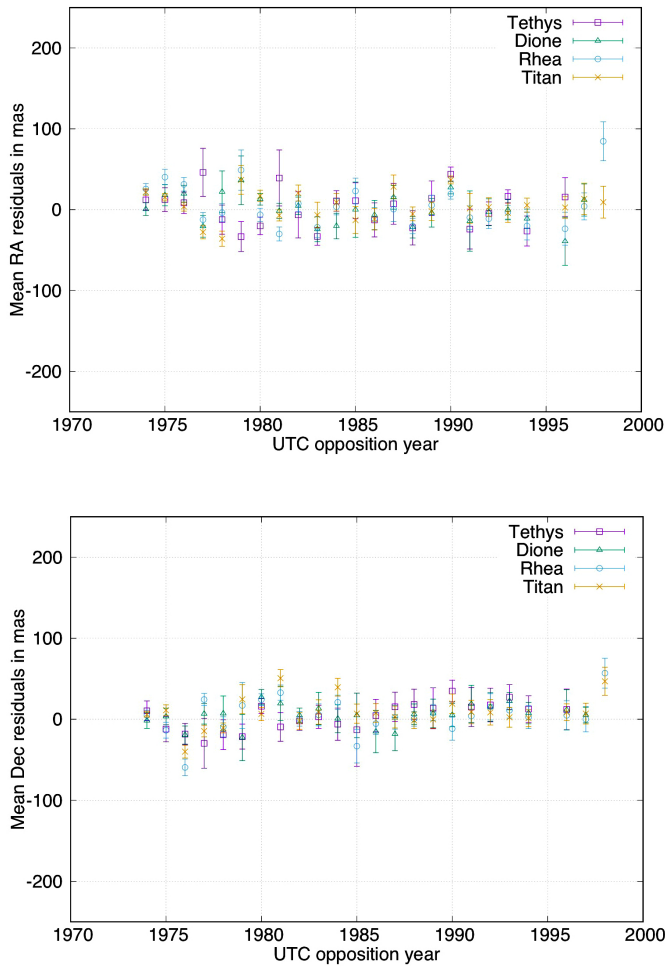 200
100
0
-100
-200
Mean RA residuals in mas
Tethys
Dione
Rhea
Titan
1970 1975 1980 1985 1990 1995 2000
UTC opposition year
200
100
0
-100
-200
Mean Dec residuals in mas
Tethys
Dione
Rhea
Titan
1970 1975 1980 1985 1990 1995 2000
UTC opposition year